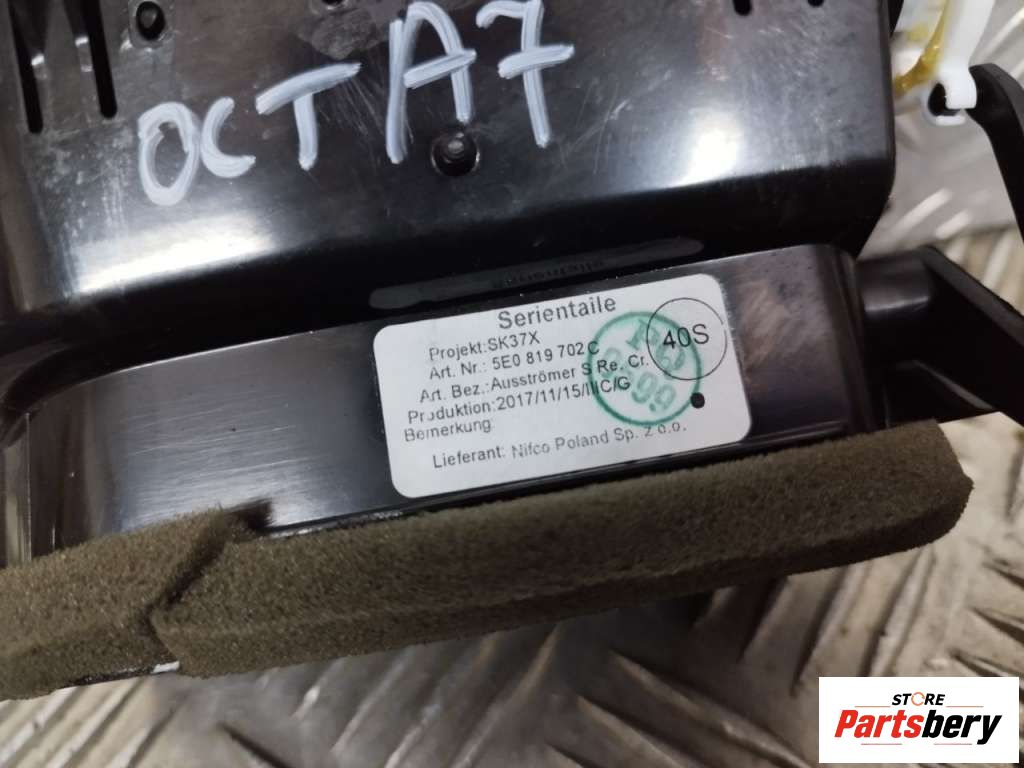 OCTA7
Serientaile
Projekt:SK37X
Art. Nr.: 5E0 819 702 C
Art. Bez.:Ausströmer S Re. Cr.
Produktion:2017/11/15/III/C/G
Bemerkung:
Lieferant: Nifco Poland Sp. z o.o.
40S
STORE
Partsbery